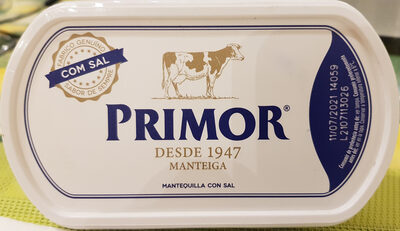 FABRICO GENUÍNO
COM SAL
SABOR DE SEMPRE
PRIMOR®
DESDE 1947
MANTEIGA
MANTEQUILLA CON SAL
11/07/2021 14059
L2107113026